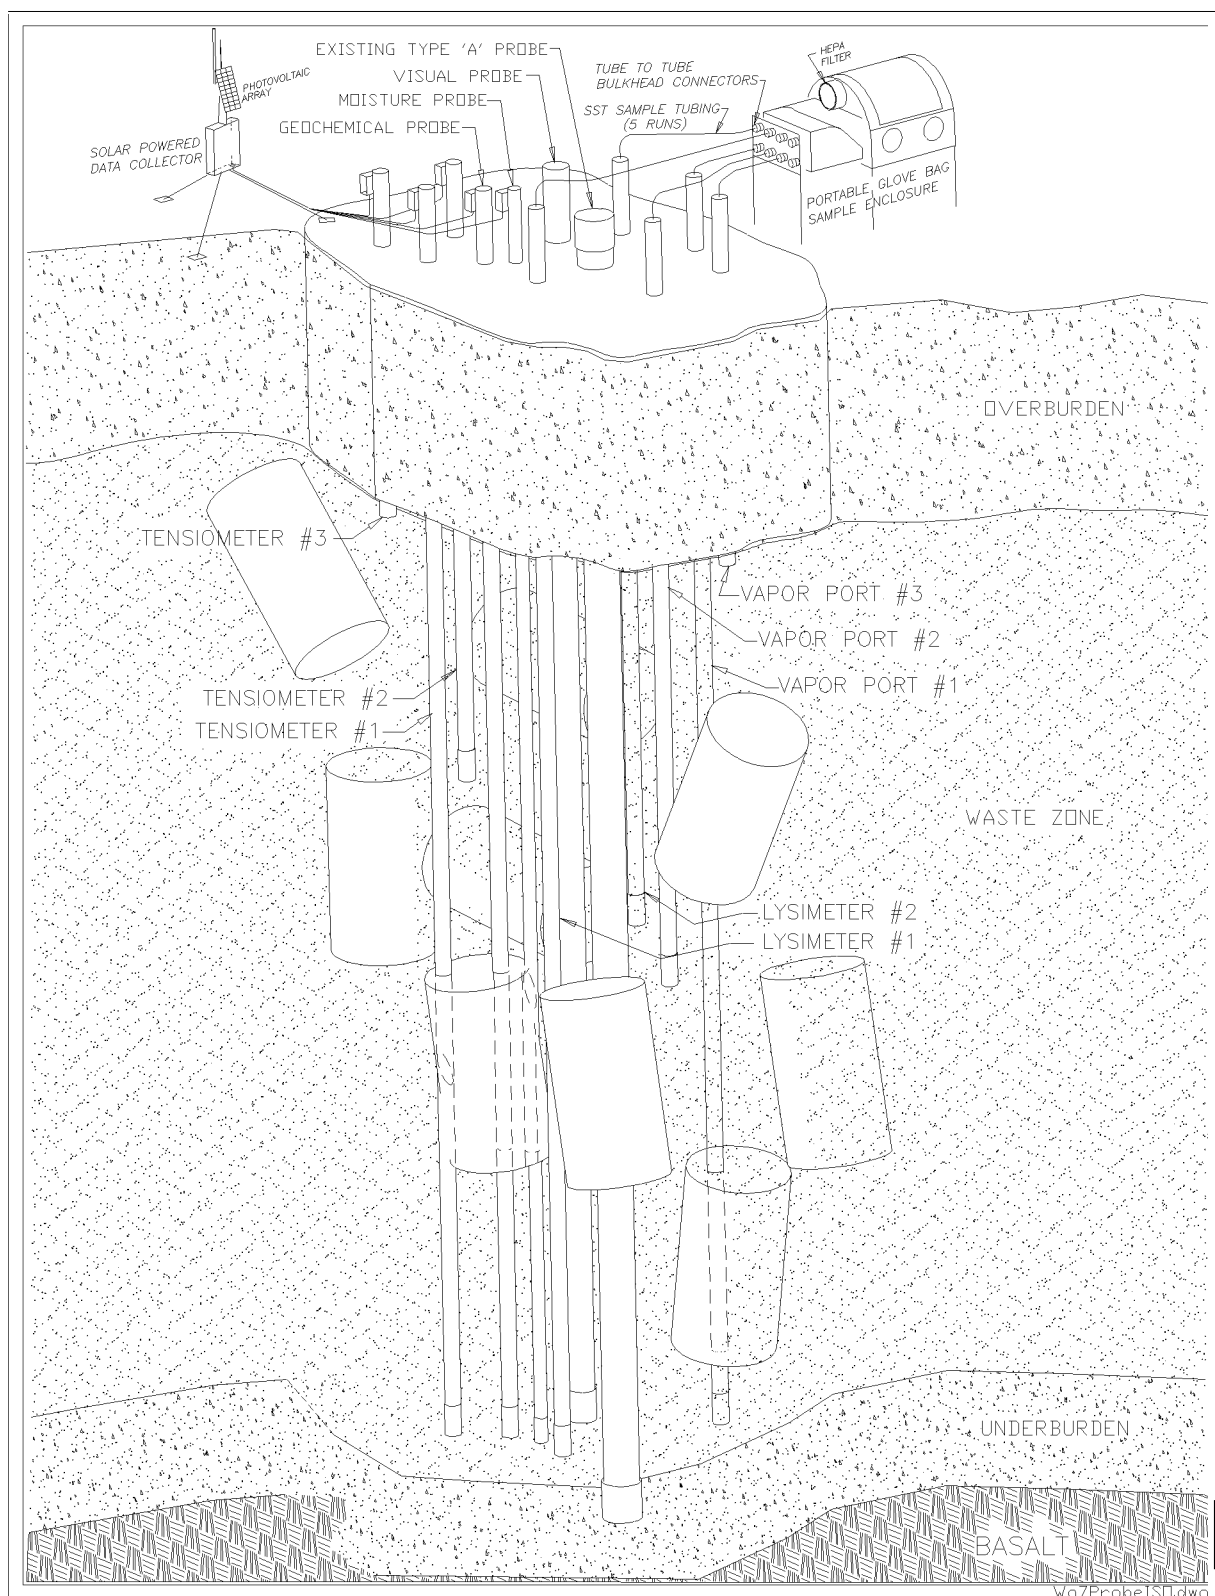 EXISTING TYPE 'A' PROBE
VISUAL PROBE
MOISTURE PROBE
GEOCHEMICAL PROBE
PHOTOVOLTAIC
ARRAY
SOLAR POWERED
DATA COLLECTOR
TUBE TO TUBE
BULKHEAD CONNECTORS
SST SAMPLE TUBING
(5 RUNS)
HEPA
FILTER
PORTABLE GLOVE BAG
SAMPLE ENCLOSURE
OVERBURDEN
TENSIOMETER #3
VAPOR PORT #3
VAPOR PORT #2
VAPOR PORT #1
TENSIOMETER #2
TENSIOMETER #1
WASTE ZONE
LYSIMETER #2
LYSIMETER #1
UNDERBURDEN
BASALT